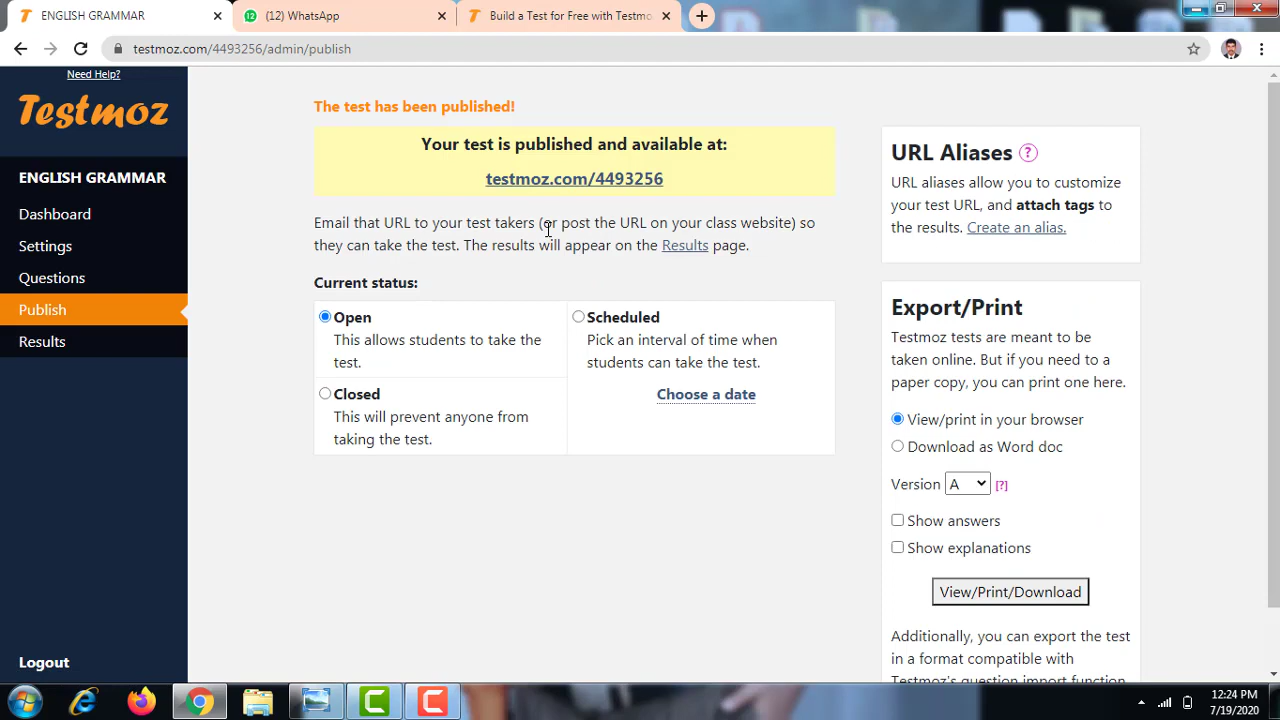 ENGLISH GRAMMAR
(12) WhatsApp
Build a Test for Free with Testmo
testmoz.com/4493256/admin/publish
Need Help?
Testmoz
ENGLISH GRAMMAR
Dashboard
Settings
Questions
Publish
Results
Logout
The test has been published!
Your test is published and available at:
testmoz.com/4493256
Email that URL to your test takers (or post the URL on your class website) so
they can take the test. The results will appear on the Results page.
Current status:
Open
This allows students to take the
test.
Closed
This will prevent anyone from
taking the test.
Scheduled
Pick an interval of time when
students can take the test.
Choose a date
URL Aliases ?
URL aliases allow you to customize
your test URL, and attach tags to
the results. Create an alias.
Export/Print
Testmoz tests are meant to be
taken online. But if you need to a
paper copy, you can print one here.
View/print in your browser
Download as Word doc
Version A [?]
Show answers
Show explanations
View/Print/Download
Additionally, you can export the test
in a format compatible with
Testmoz's question import function
12:24 PM
7/19/2020